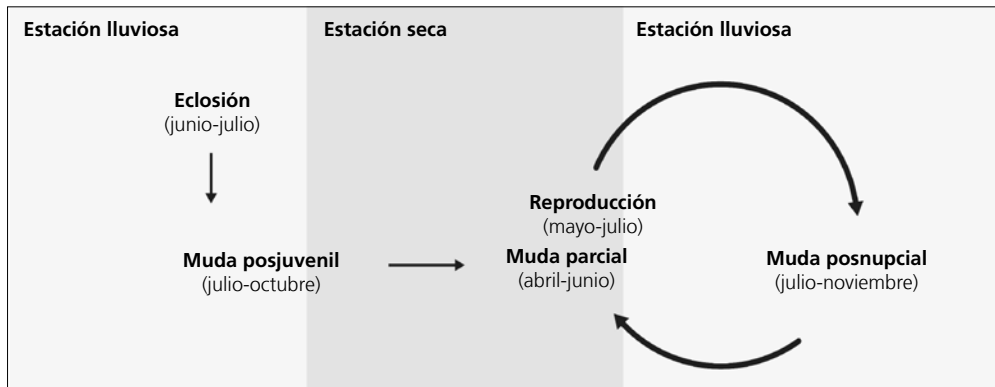 Estación lluviosa
Estación seca
Estación lluviosa
Eclosión
(junio-julio)
Muda posjuvenil
(julio-octubre)
Reproducción
(mayo-julio)
Muda parcial
(abril-junio)
Muda posnupcial
(julio-noviembre)